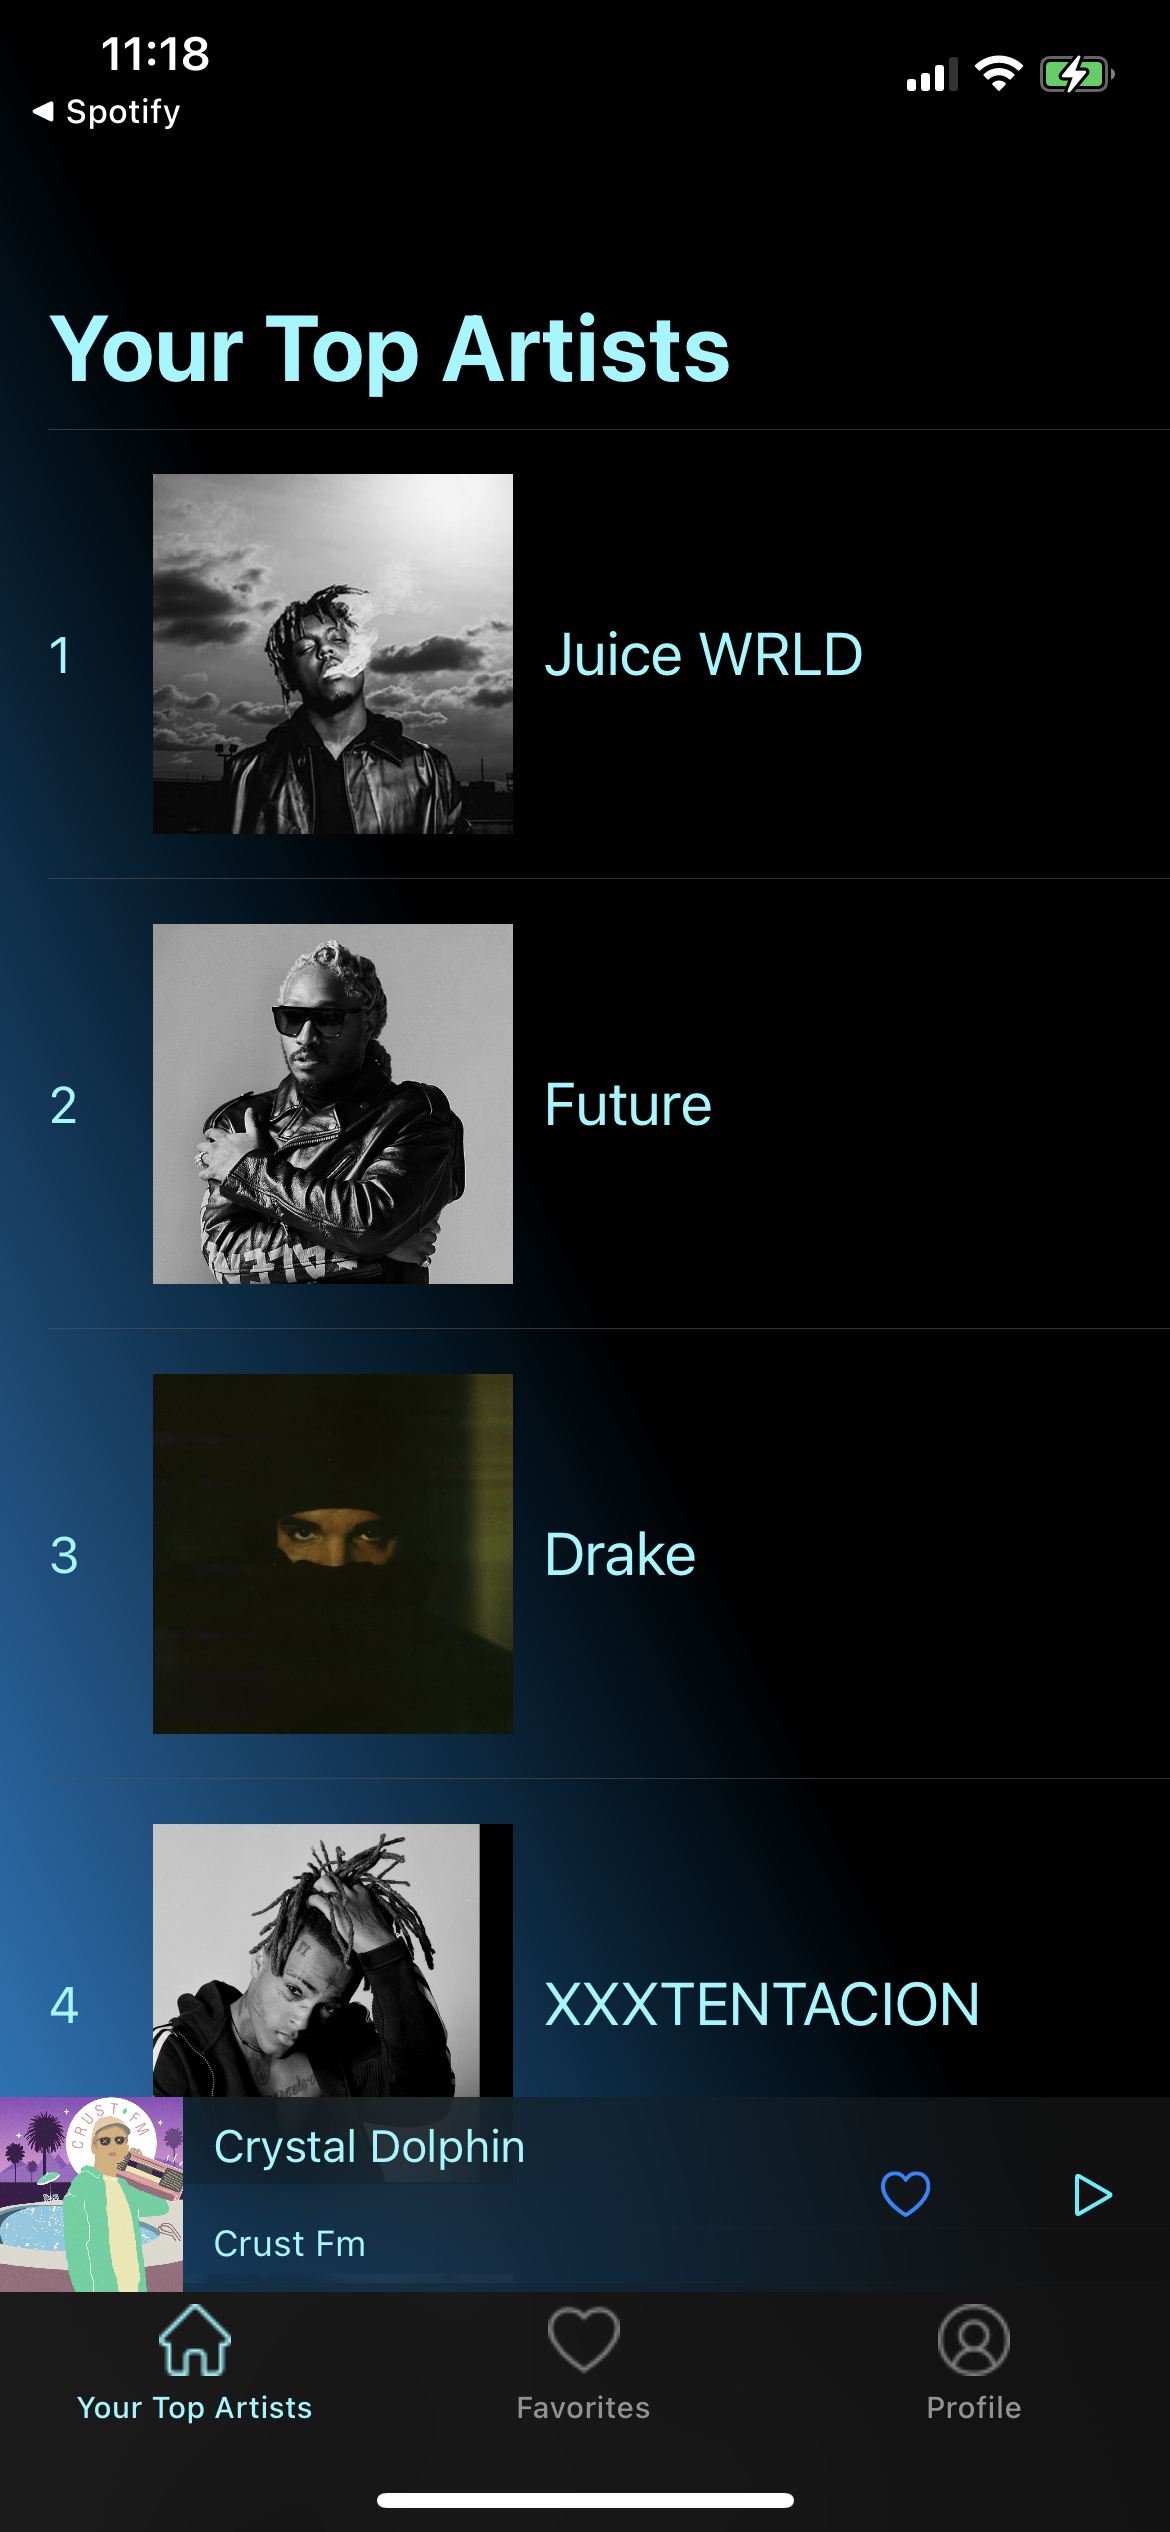 11:18
Spotify
Your Top Artists
1
Juice WRLD
2
Future
3
Drake
4
XXXTENTACION
CRUST FM
Crystal Dolphin
Crust Fm
Your Top Artists
Favorites
Profile